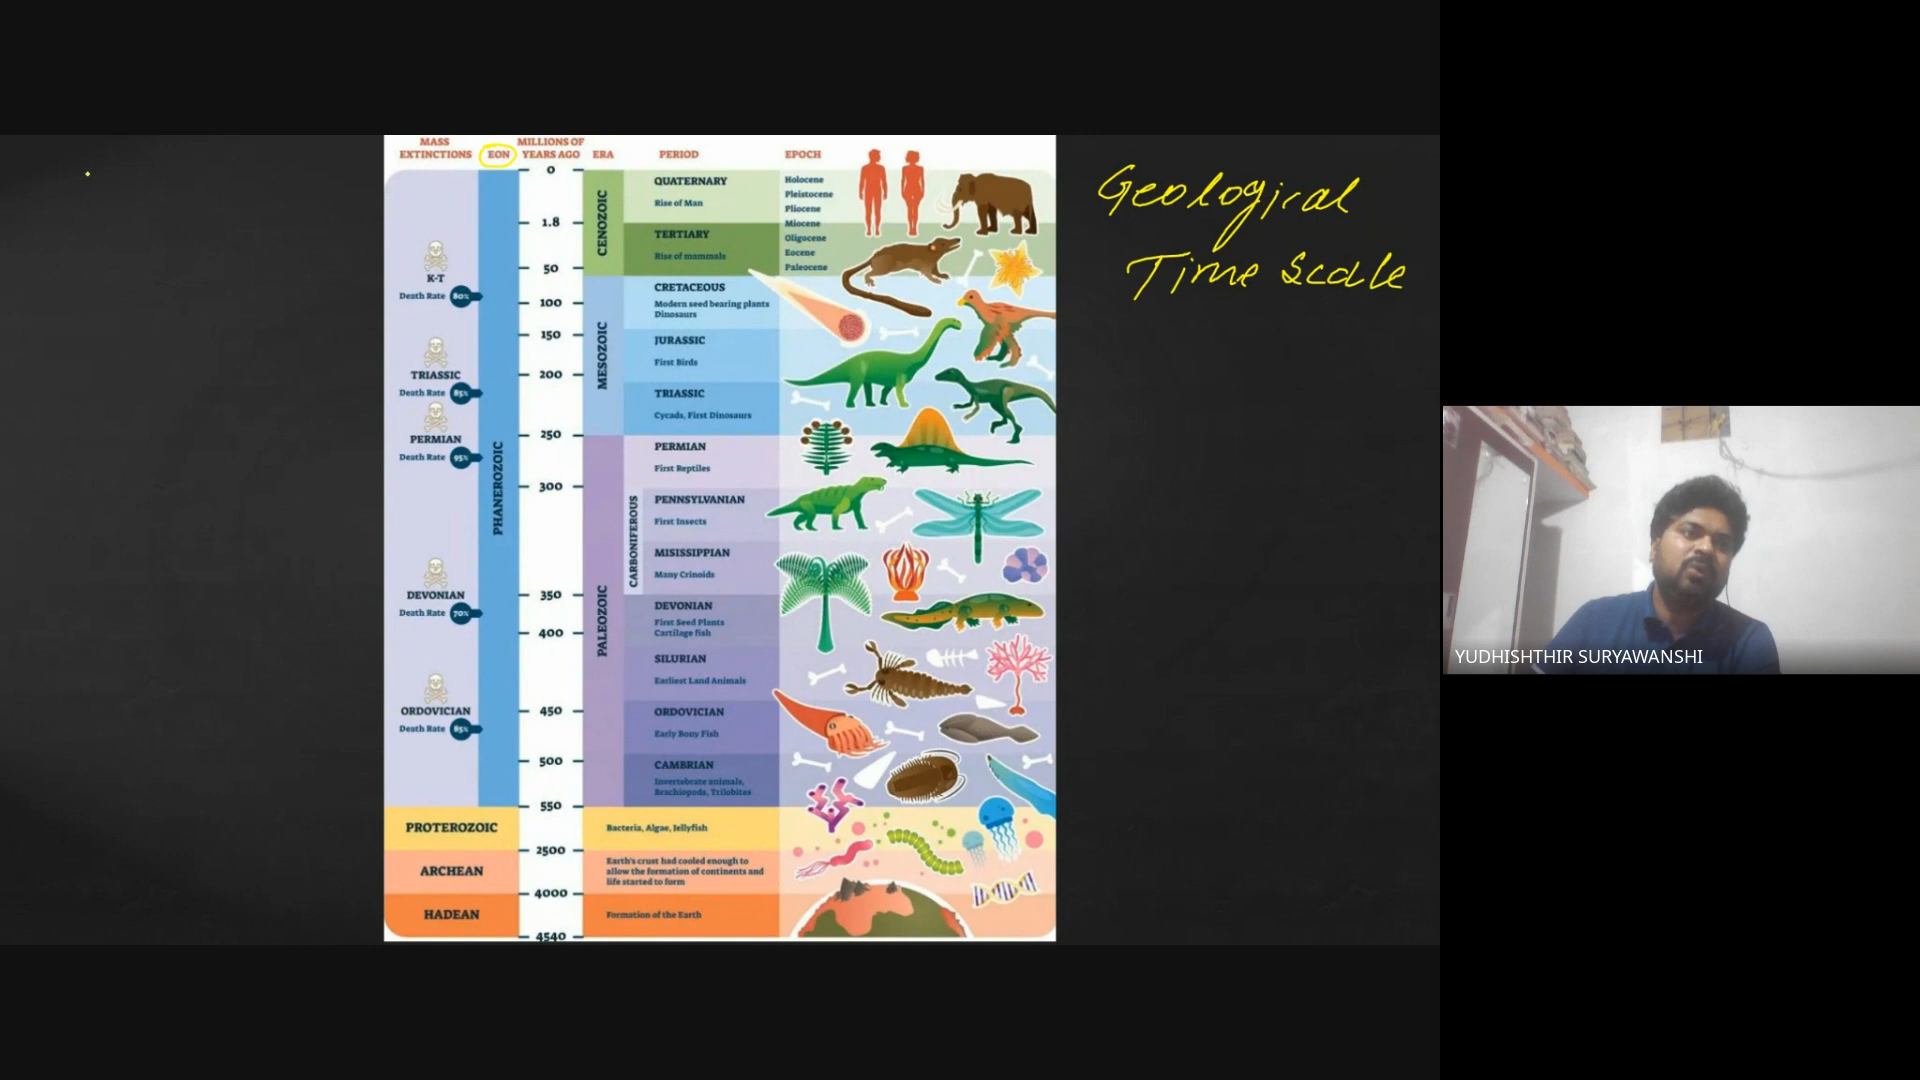 MASS
EXTINCTIONS
EON
MILLIONS OF
YEARS AGO
ERA
PERIOD
EPOCH
0
1.8
50
100
150
200
250
300
350
400
450
500
550
2500
4000
4540
K-T
Death Rate 80%
TRIASSIC
Death Rate 85%
PERMIAN
Death Rate 95%
DEVONIAN
Death Rate 70%
ORDOVICIAN
Death Rate 85%
PHANEROZOIC
PROTEROZOIC
ARCHEAN
HADEAN
CENOZOIC
MESOZOIC
PALEOZOIC
CARBONIFEROUS
QUATERNARY
Rise of Man
TERTIARY
Rise of mammals
CRETACEOUS
Modern seed bearing plants
Dinosaurs
JURASSIC
First Birds
TRIASSIC
Cycads, First Dinosaurs
PERMIAN
First Reptiles
PENNSYLVANIAN
First Insects
MISISSIPPIAN
Many Crinoids
DEVONIAN
First Seed Plants
Cartilage fish
SILURIAN
Earliest Land Animals
ORDOVICIAN
Early Bony Fish
CAMBRIAN
Invertebrate animals,
Brachiopods, Trilobites
Bacteria, Algae, Jellyfish
Earth's crust had cooled enough to
allow the formation of continents and
life started to form
Formation of the Earth
Holocene
Pleistocene
Pliocene
Miocene
Oligocene
Eocene
Paleocene
Geological
Time Scale
YUDHISHTHIR SURYAWANSHI